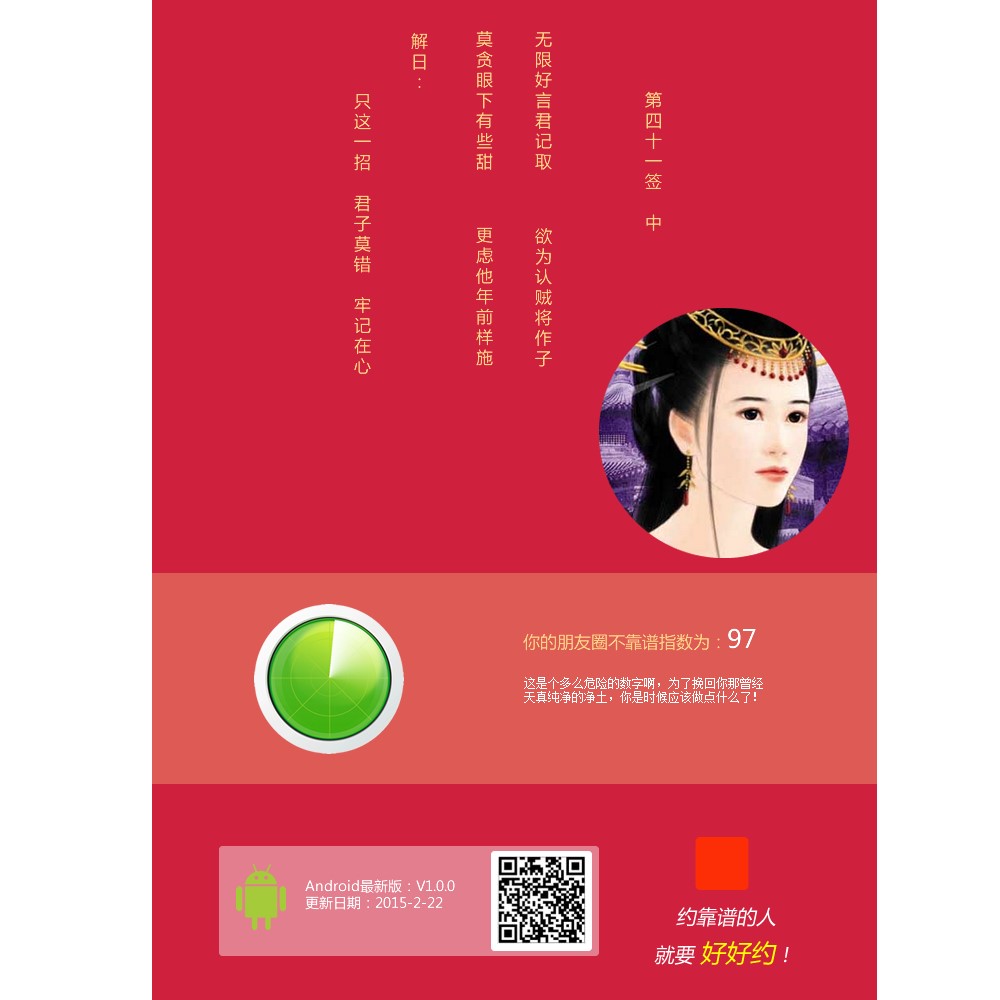 第四十一签 中
无限好言君记取 欲为认贼将作子
莫贪眼下有些甜 更虑他年前样施
解日：
只这一招 君子莫错 牢记在心
你的朋友圈不靠谱指数为：97
这是个多么危险的数字啊，为了挽回你那曾经
天真纯净的净土，你是时候应该做点什么了！
Android最新版：V1.0.0
更新日期：2015-2-22
约靠谱的人
就要 好好约！